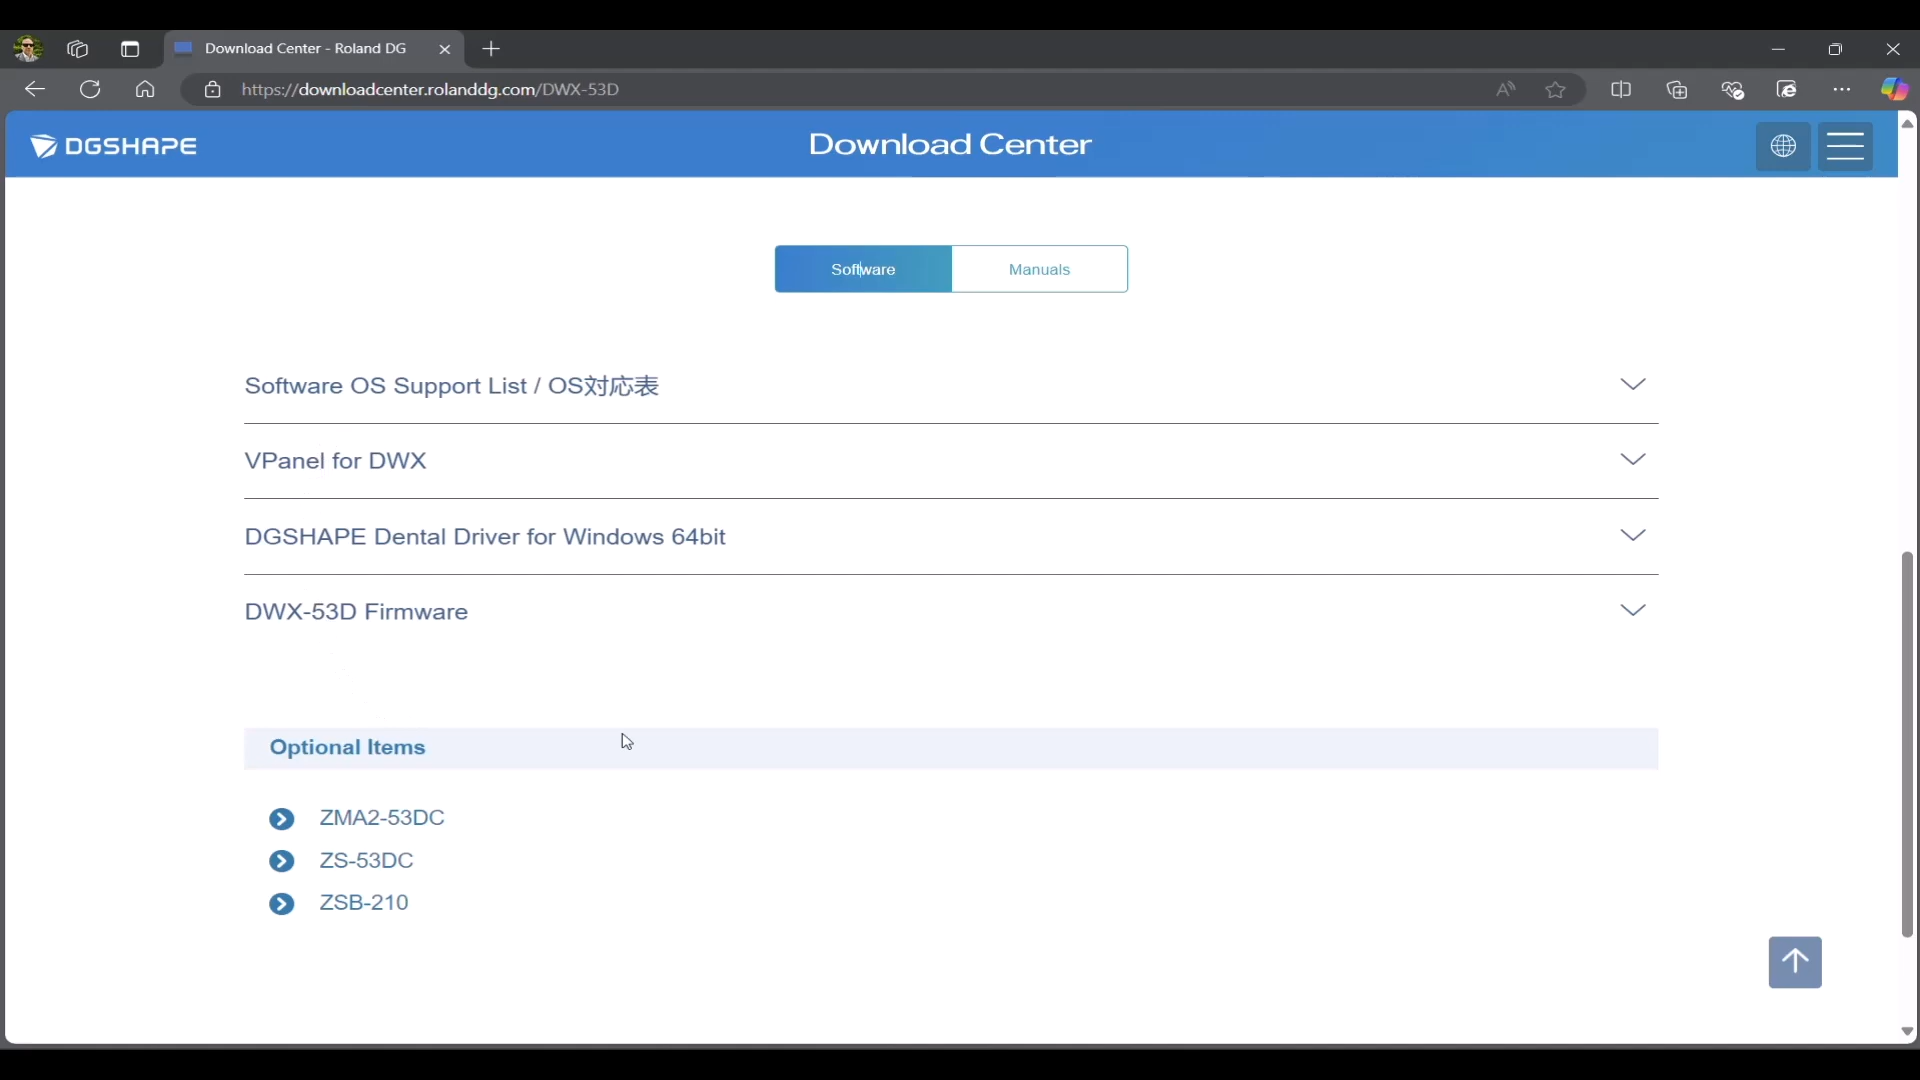 Download Center - Roland DG
https://downloadcenter.rolanddg.com/DWX-53D
DGSHAPE
Download Center
Software
Manuals
Software OS Support List / OS対応表
VPanel for DWX
DGSHAPE Dental Driver for Windows 64bit
DWX-53D Firmware
Optional Items
ZMA2-53DC
ZS-53DC
ZSB-210